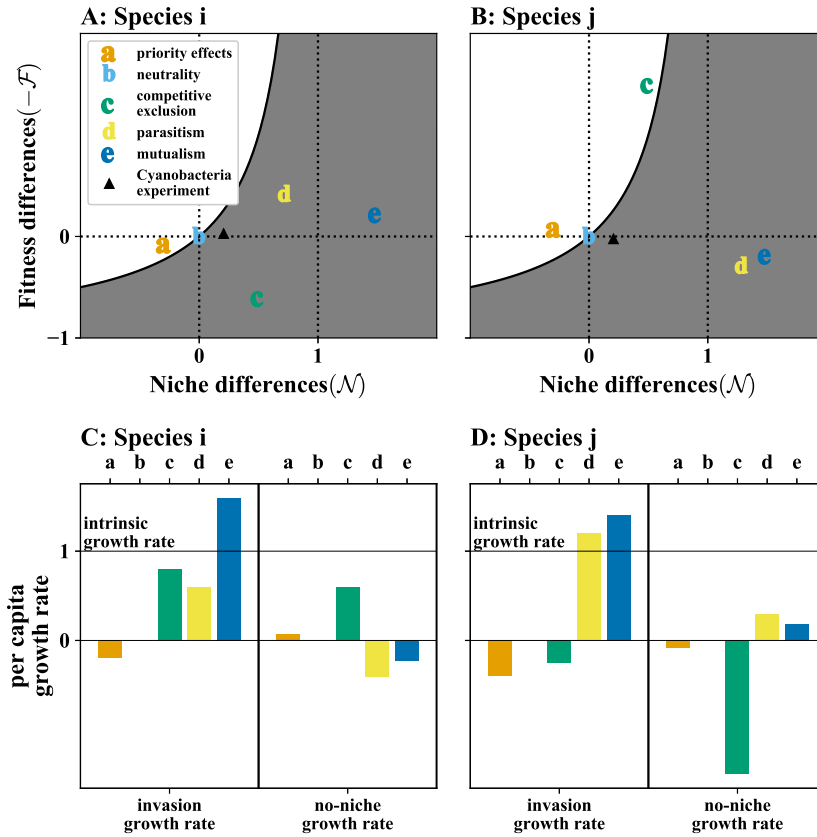 A: Species i
B: Species j
a priority effects
b neutrality
c competitive
exclusion
d parasitism
e mutualism
▲ Cyanobacteria
experiment
Fitness differences(−ℱ)
0
−1
a
b
c
d
e
a
b
c
d
e
0
1
0
1
Niche differences(𝒩)
Niche differences(𝒩)
C: Species i
D: Species j
a b c d e a b c d e
a b c d e a b c d e
intrinsic
growth rate
intrinsic
growth rate
1
0
per capita
growth rate
invasion
growth rate
no-niche
growth rate
invasion
growth rate
no-niche
growth rate